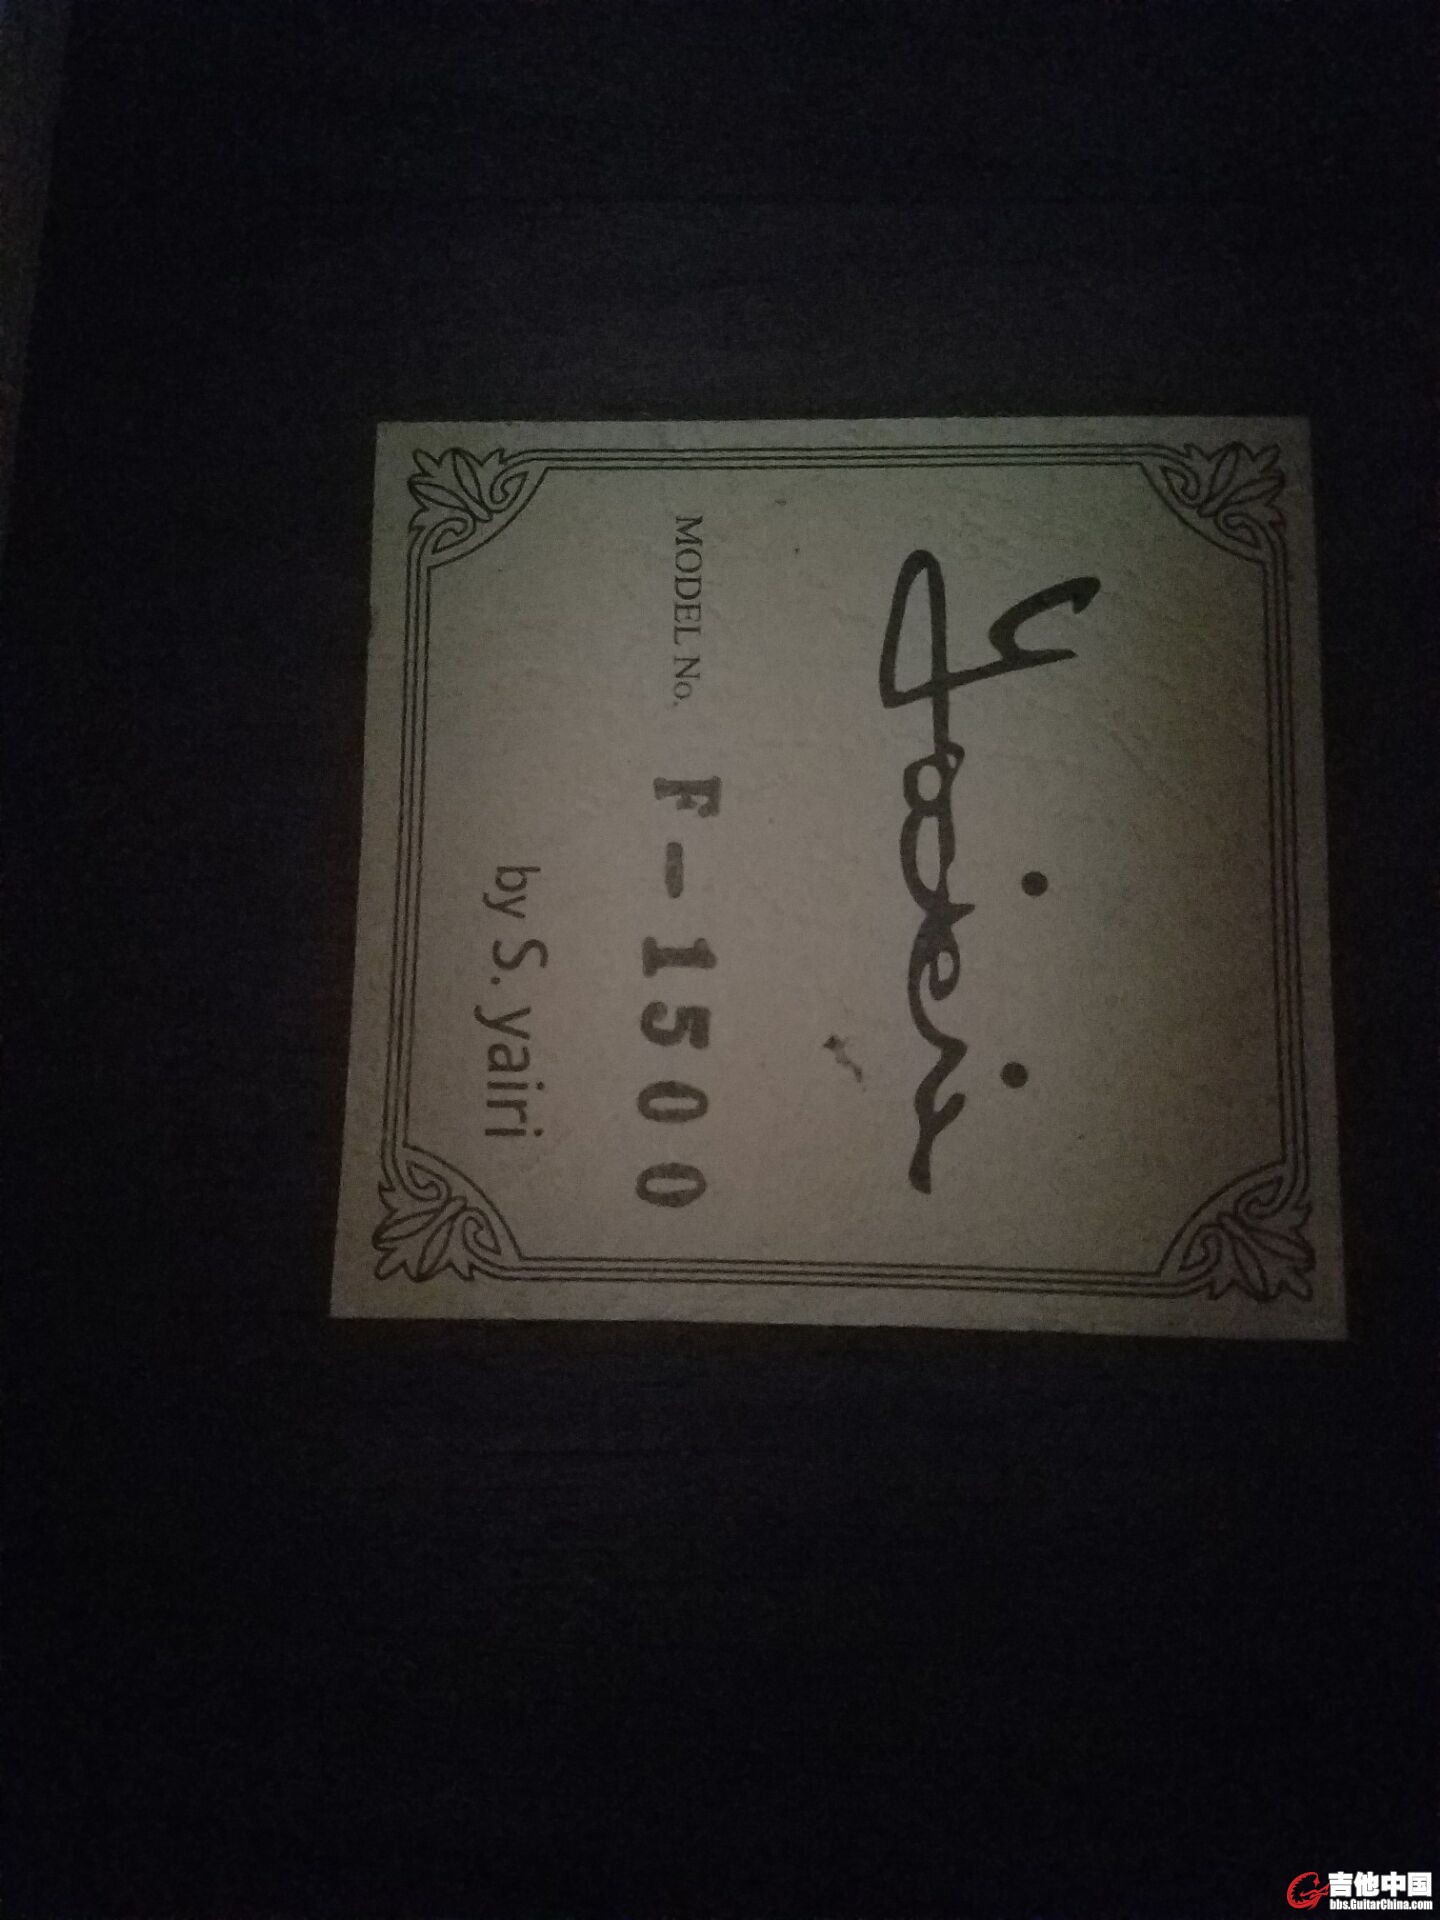 Yairi
MODEL No. F-1500
by S. yairi
吉他中国
bbs.GuitarChina.com